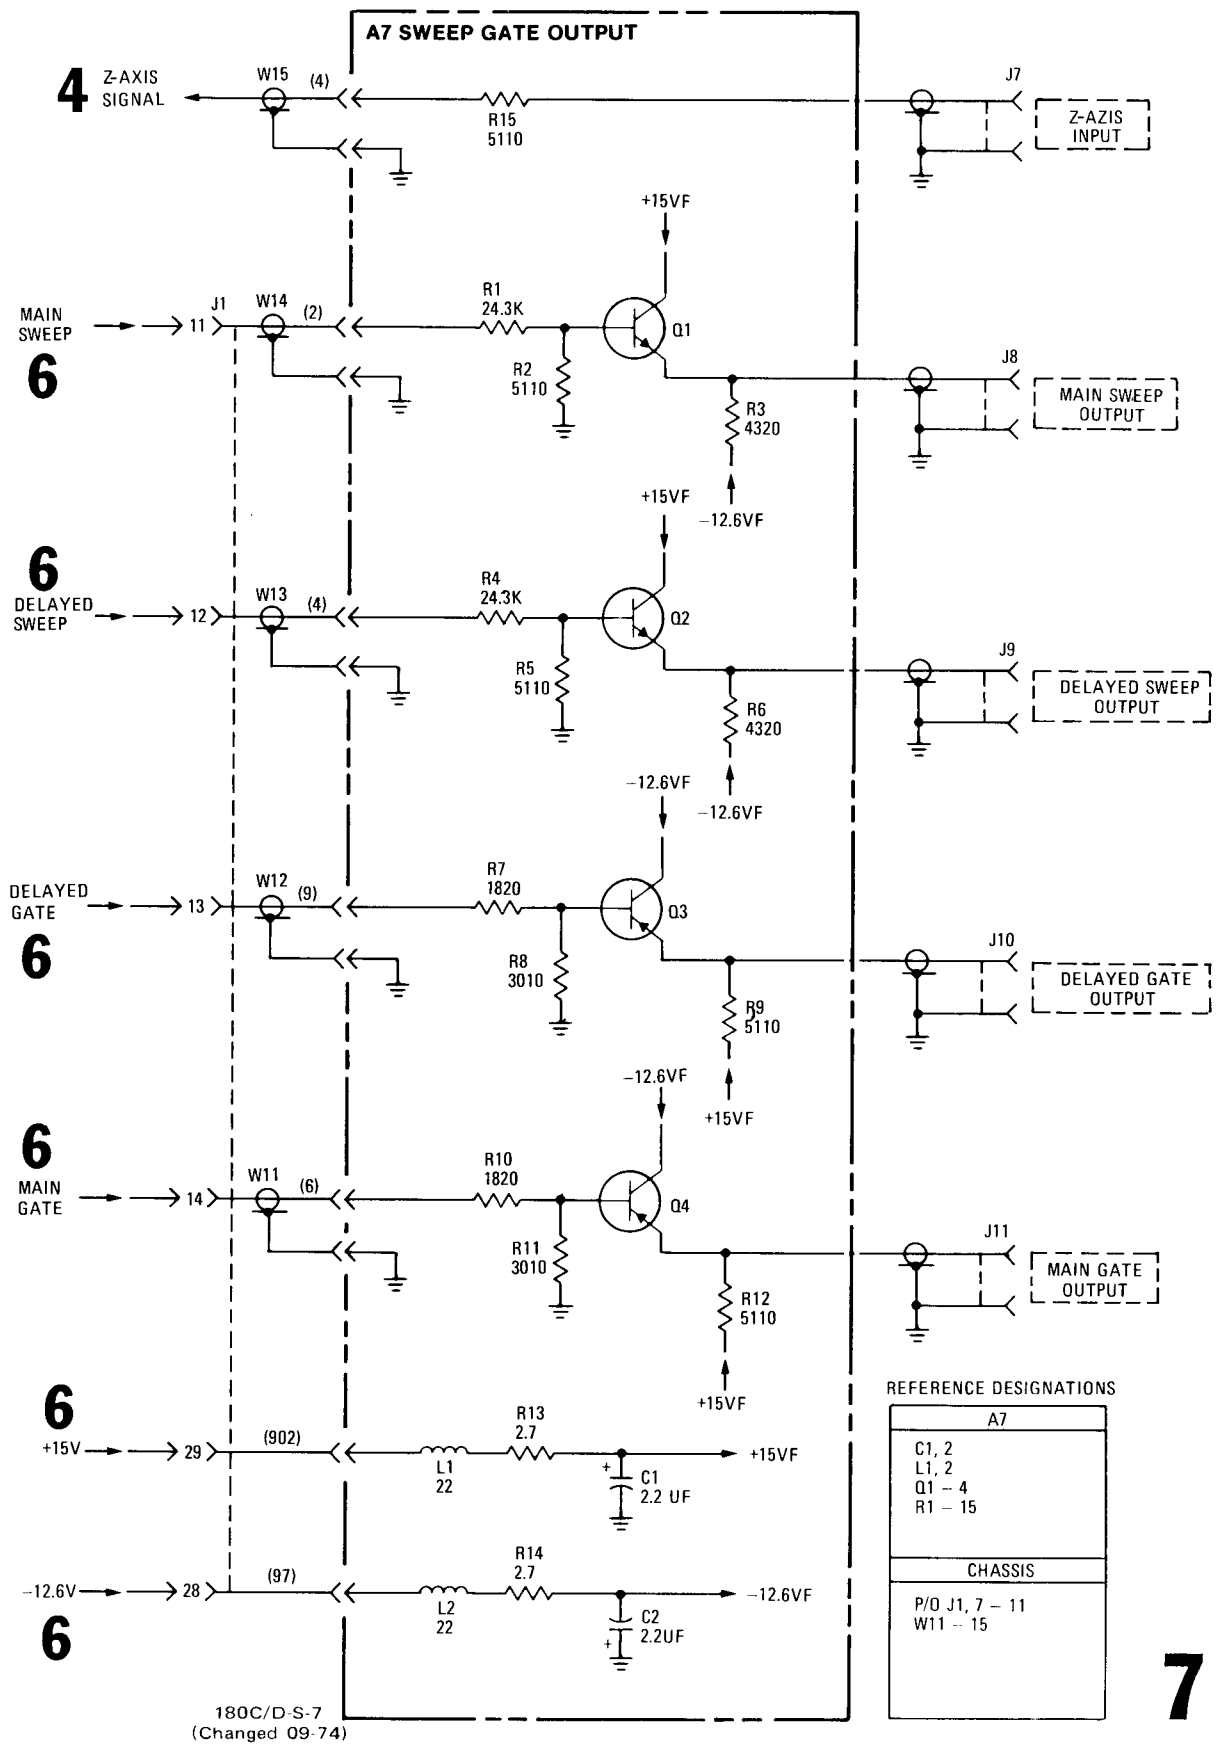 A7 SWEEP GATE OUTPUT
4
Z-AXIS
SIGNAL
W15
(4)
R15
5110
J7
Z-AZIS
INPUT
+15VF
MAIN
SWEEP
6
J1
11
W14
(2)
R1
24.3K
R2
5110
Q1
R3
4320
-12.6VF
J8
MAIN SWEEP
OUTPUT
+15VF
6
DELAYED
SWEEP
12
W13
(4)
R4
24.3K
R5
5110
Q2
R6
4320
-12.6VF
J9
DELAYED SWEEP
OUTPUT
-12.6VF
DELAYED
GATE
6
13
W12
(9)
R7
1820
R8
3010
Q3
R9
5110
+15VF
J10
DELAYED GATE
OUTPUT
-12.6VF
6
MAIN
GATE
14
W11
(6)
R10
1820
R11
3010
Q4
R12
5110
+15VF
J11
MAIN GATE
OUTPUT
6
+15V
29
(902)
L1
22
R13
2.7
+
C1
2.2 UF
+15VF
-12.6V
6
28
(97)
L2
22
R14
2.7
+
C2
2.2UF
-12.6VF
REFERENCE DESIGNATIONS
A7
C1, 2
L1, 2
Q1 - 4
R1 - 15
CHASSIS
P/O J1, 7 - 11
W11 - 15
7
180C/D-S-7
(Changed 09-74)